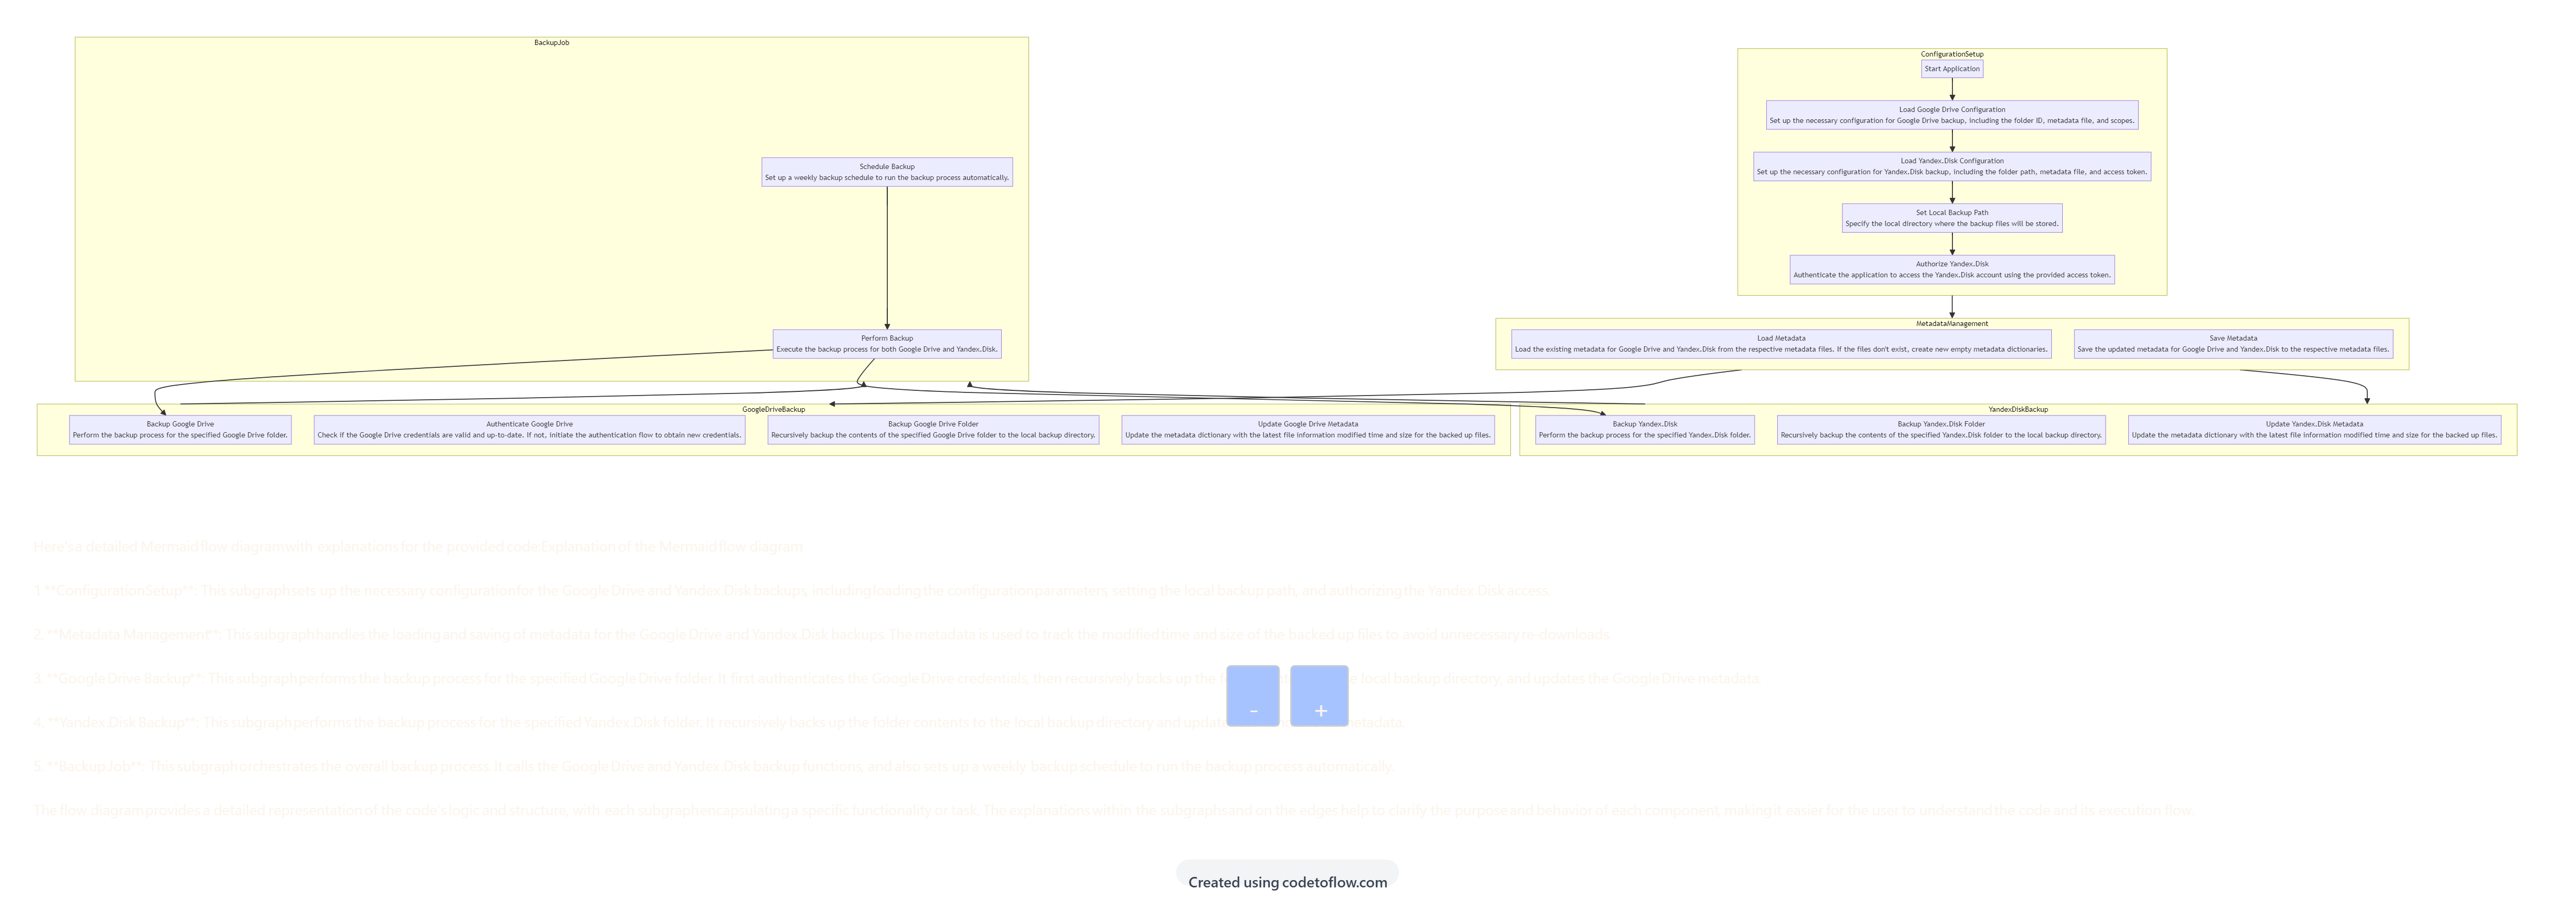 BackupJob
Schedule Backup
Set up a weekly backup schedule to run the backup process automatically.
Perform Backup
Execute the backup process for both Google Drive and Yandex.Disk.
ConfigurationSetup
Start Application
Load Google Drive Configuration
Set up the necessary configuration for Google Drive backup, including the folder ID, metadata file, and scopes.
Load Yandex.Disk Configuration
Set up the necessary configuration for Yandex.Disk backup, including the folder path, metadata file, and access token.
Set Local Backup Path
Specify the local directory where the backup files will be stored.
Authorize Yandex.Disk
Authenticate the application to access the Yandex.Disk account using the provided access token.
MetadataManagement
Load Metadata
Load the existing metadata for Google Drive and Yandex.Disk from the respective metadata files. If the files don't exist, create new empty metadata dictionaries.
Save Metadata
Save the updated metadata for Google Drive and Yandex.Disk to the respective metadata files.
GoogleDriveBackup
Backup Google Drive
Perform the backup process for the specified Google Drive folder.
Authenticate Google Drive
Check if the Google Drive credentials are valid and up-to-date. If not, initiate the authentication flow to obtain new credentials.
Backup Google Drive Folder
Recursively backup the contents of the specified Google Drive folder to the local backup directory.
Update Google Drive Metadata
Update the metadata dictionary with the latest file information modified time and size for the backed up files.
YandexDiskBackup
Backup Yandex.Disk
Perform the backup process for the specified Yandex.Disk folder.
Backup Yandex.Disk Folder
Recursively backup the contents of the specified Yandex.Disk folder to the local backup directory.
Update Yandex.Disk Metadata
Update the metadata dictionary with the latest file information modified time and size for the backed up files.
Here's a detailed Mermaid flow diagram with explanations for the provided code Explanation of the Mermaid flow diagram
1 **Configuration Setup**: This subgraph sets up the necessary configuration for the Google Drive and Yandex.Disk backups, including loading the configuration parameters, setting the local backup path, and authorizing the Yandex.Disk access.
2. **Metadata Management**: This subgraph handles the loading and saving of metadata for the Google Drive and Yandex.Disk backups. The metadata is used to track the modified time and size of the backed up files to avoid unnecessary re-downloads.
3. **Google Drive Backup**: This subgraph performs the backup process for the specified Google Drive folder. It first authenticates the Google Drive credentials, then recursively backs up the local backup directory, and updates the Google Drive metadata.
4. **Yandex.Disk Backup**: This subgraph performs the backup process for the specified Yandex.Disk folder. It recursively backs up the folder contents to the local backup directory and metadata.
- +
5. **Backup Job**: This subgraph orchestrates the overall backup process. It calls the Google Drive and Yandex.Disk backup functions, and also sets up a weekly backup schedule to run the backup process automatically.
The flow diagram provides a detailed representation of the code's logic and structure, with each subgraph encapsulating a specific functionality or task. The explanations within the subgraphs and on the edges help to clarify the purpose and behavior of each component, making it easier for the user to understand the code and its execution flow.
Created using codetoflow.com